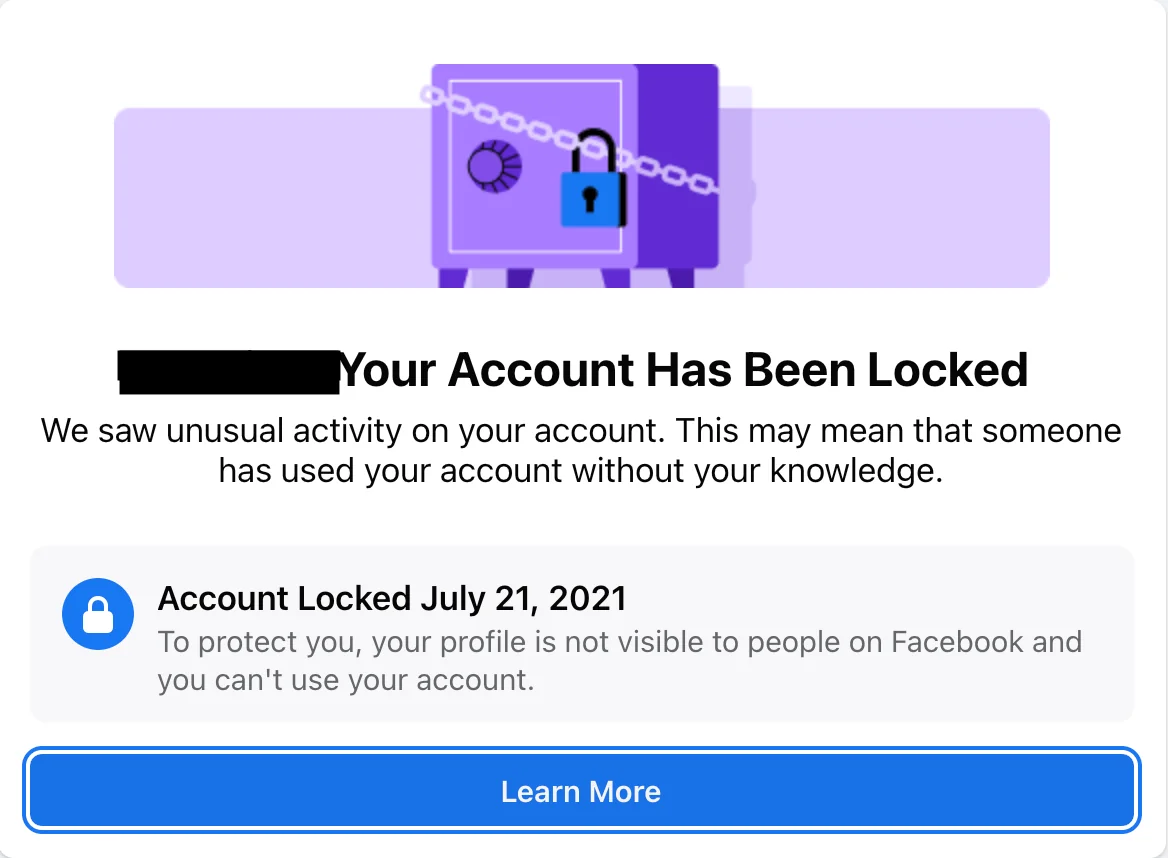 Your Account Has Been Locked
We saw unusual activity on your account. This may mean that someone
has used your account without your knowledge.
Account Locked July 21, 2021
To protect you, your profile is not visible to people on Facebook and
you can't use your account.
Learn More